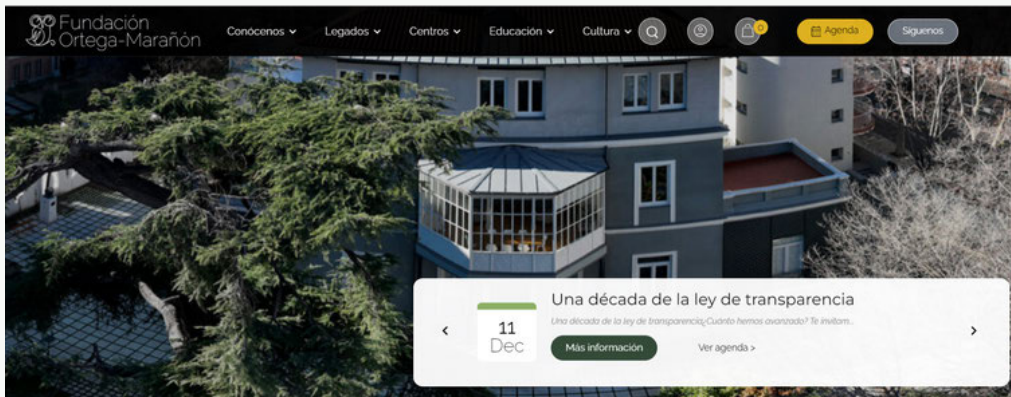 Fundación
Ortega-Marañón
Conócenos Legados Centros Educación Cultura 0 Agenda Síguenos
Una década de la ley de transparencia
11
Dec
Una década de la ley de transparencia¿Cuánto hemos avanzado? Te invitam...
Más información Ver agenda >